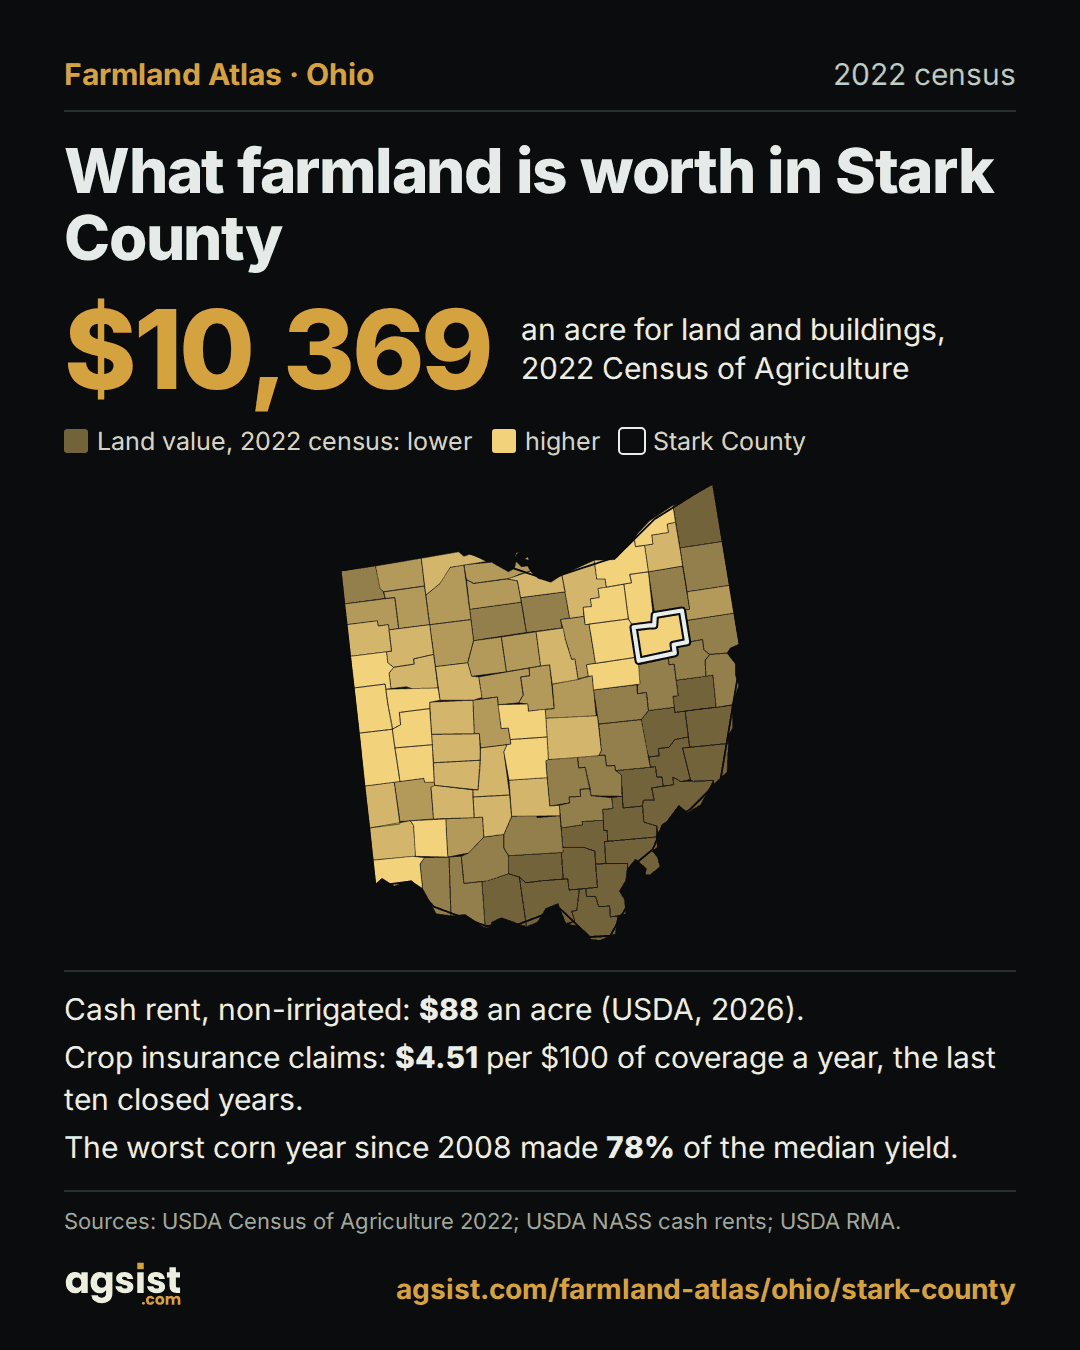 Farmland Atlas · Ohio
2022 census
What farmland is worth in Stark
County
$10,369
an acre for land and buildings,
2022 Census of Agriculture
Land value, 2022 census: lower
higher
Stark County
Cash rent, non-irrigated: $88 an acre (USDA, 2026).
Crop insurance claims: $4.51 per $100 of coverage a year, the last
ten closed years.
The worst corn year since 2008 made 78% of the median yield.
Sources: USDA Census of Agriculture 2022; USDA NASS cash rents; USDA RMA.
agsist
.com
agsist.com/farmland-atlas/ohio/stark-county